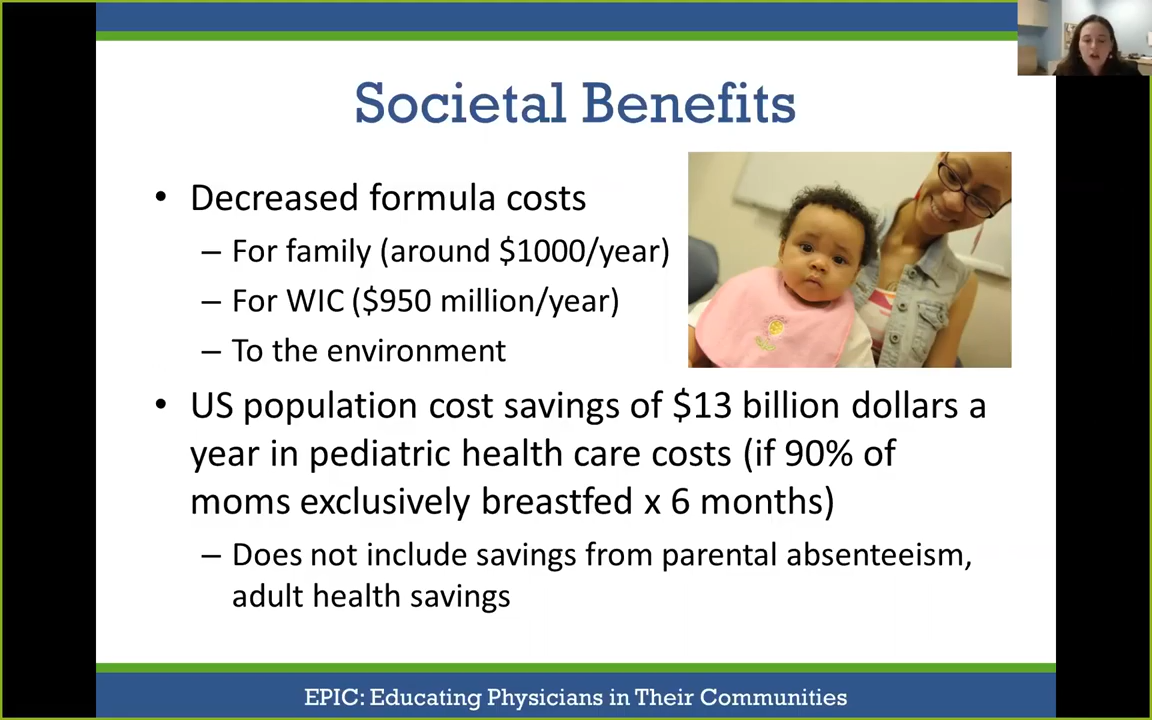 Societal Benefits
• Decreased formula costs
– For family (around $1000/year)
– For WIC ($950 million/year)
– To the environment
• US population cost savings of $13 billion dollars a
year in pediatric health care costs (if 90% of
moms exclusively breastfed x 6 months)
– Does not include savings from parental absenteeism,
adult health savings
EPIC: Educating Physicians in Their Communities